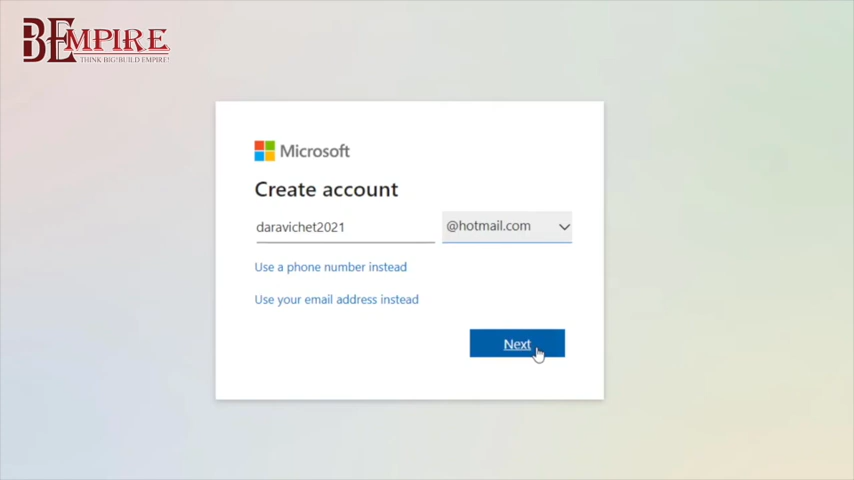 BEMPIRE
THINK BIG!BUILD EMPIRE!
Microsoft
Create account
daravichet2021 @hotmail.com
Use a phone number instead
Use your email address instead
Next